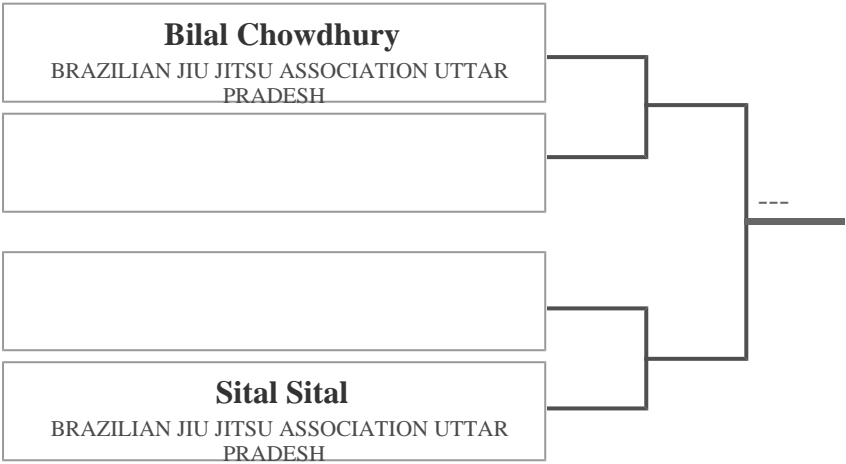 Bilal Chowdhury
BRAZILIAN JIU JITSU ASSOCIATION UTTAR
PRADESH
---
Sital Sital
BRAZILIAN JIU JITSU ASSOCIATION UTTAR
PRADESH